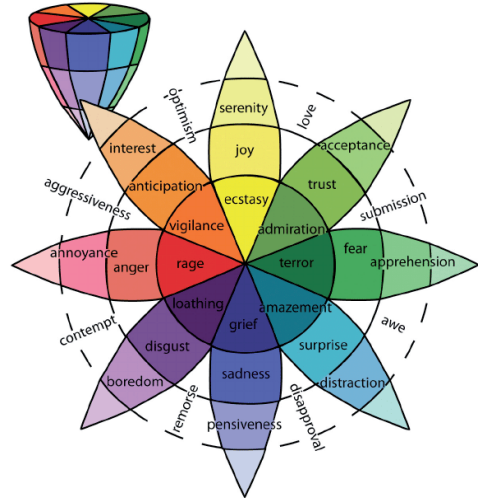 optimism
serenity
love
interest
joy
acceptance
anticipation
trust
aggressiveness
ecstasy
submission
vigilance
admiration
annoyance
anger
rage
terror
fear
apprehension
loathing
amazement
contempt
grief
awe
disgust
surprise
boredom
sadness
distraction
remorse
pensiveness
disapproval